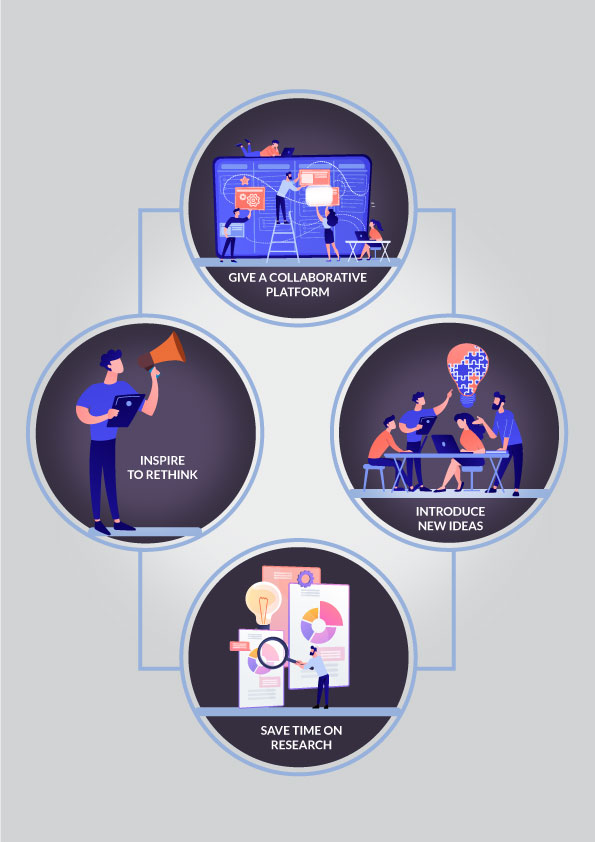 GIVE A COLLABORATIVE
PLATFORM
INSPIRE
TO RETHINK
INTRODUCE
NEW IDEAS
SAVE TIME ON
RESEARCH